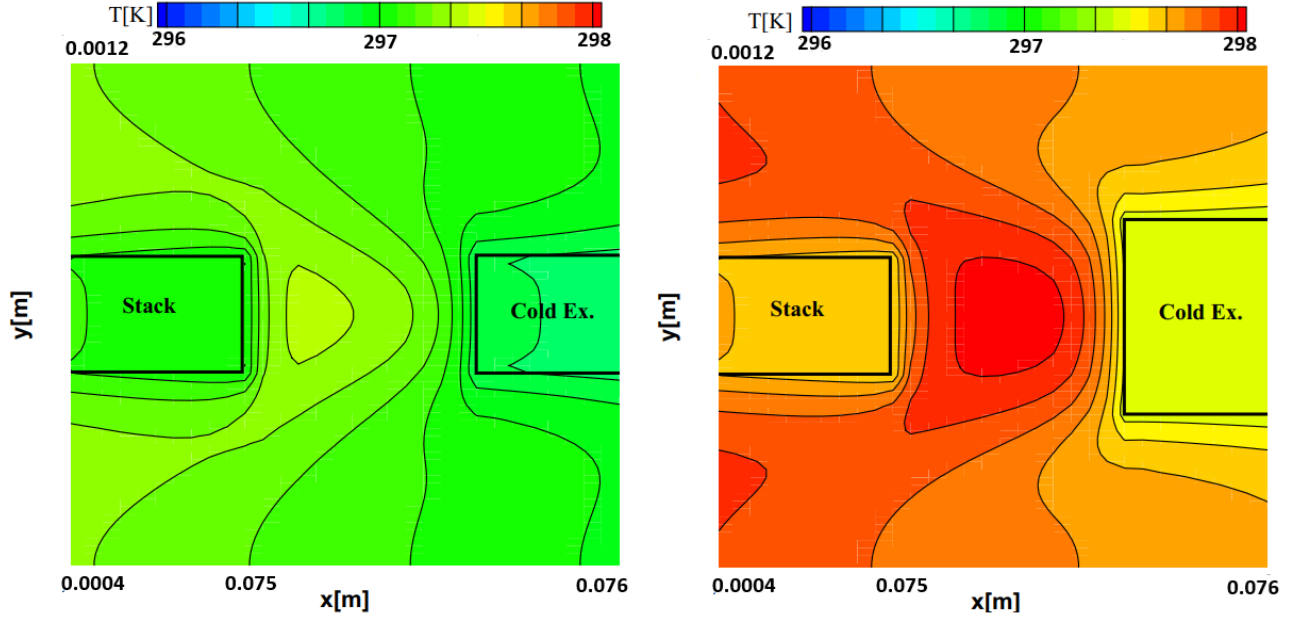 T[K]
296 297 298
0.0012
y[m]
Stack
Cold Ex.
0.0004 0.075 0.076
x[m]
T[K]
296 297 298
0.0012
y[m]
Stack
Cold Ex.
0.0004 0.075 0.076
x[m]